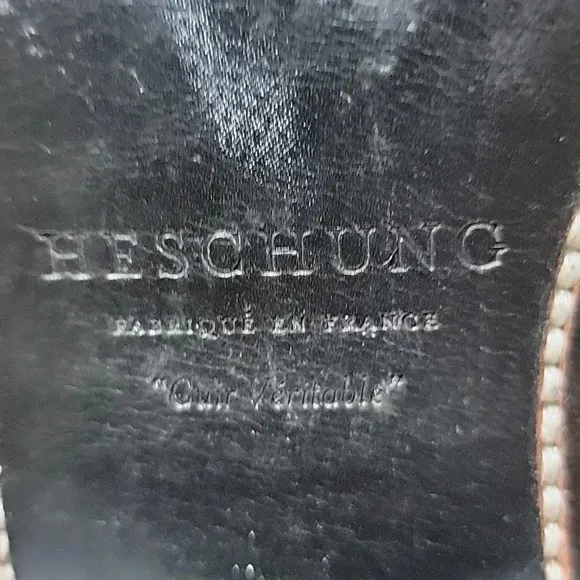 HESCHUNG
FABRIQUÉ EN FRANCE
"Cuir Véritable"